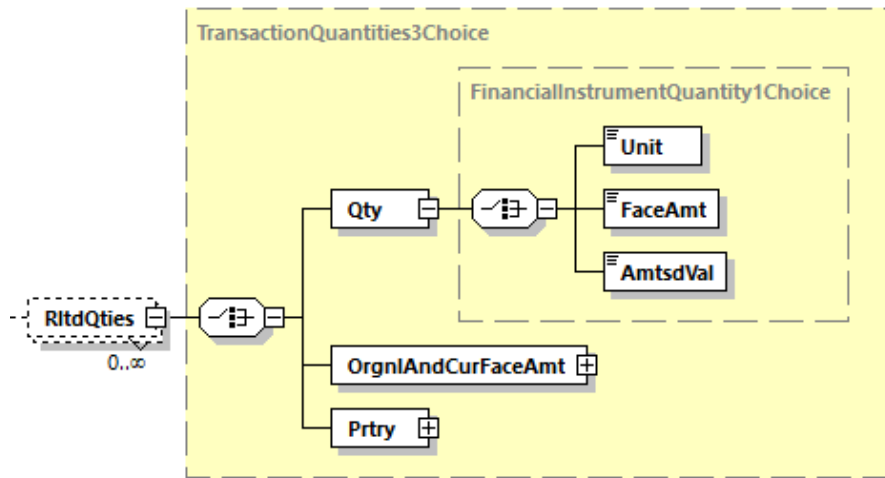 TransactionQuantities3Choice
FinancialInstrumentQuantity1Choice
Unit
Qty
FaceAmt
AmtsdVal
RltdQties
0..∞
OrgnlAndCurFaceAmt
Prtry